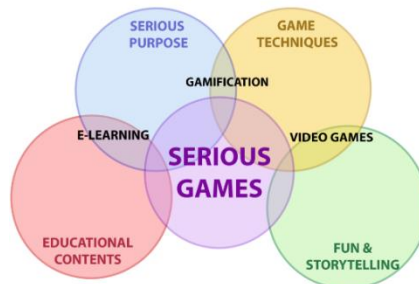 SERIOUS
PURPOSE
GAME
TECHNIQUES
GAMIFICATION
E-LEARNING
VIDEO GAMES
SERIOUS
GAMES
EDUCATIONAL
CONTENTS
FUN &
STORYTELLING